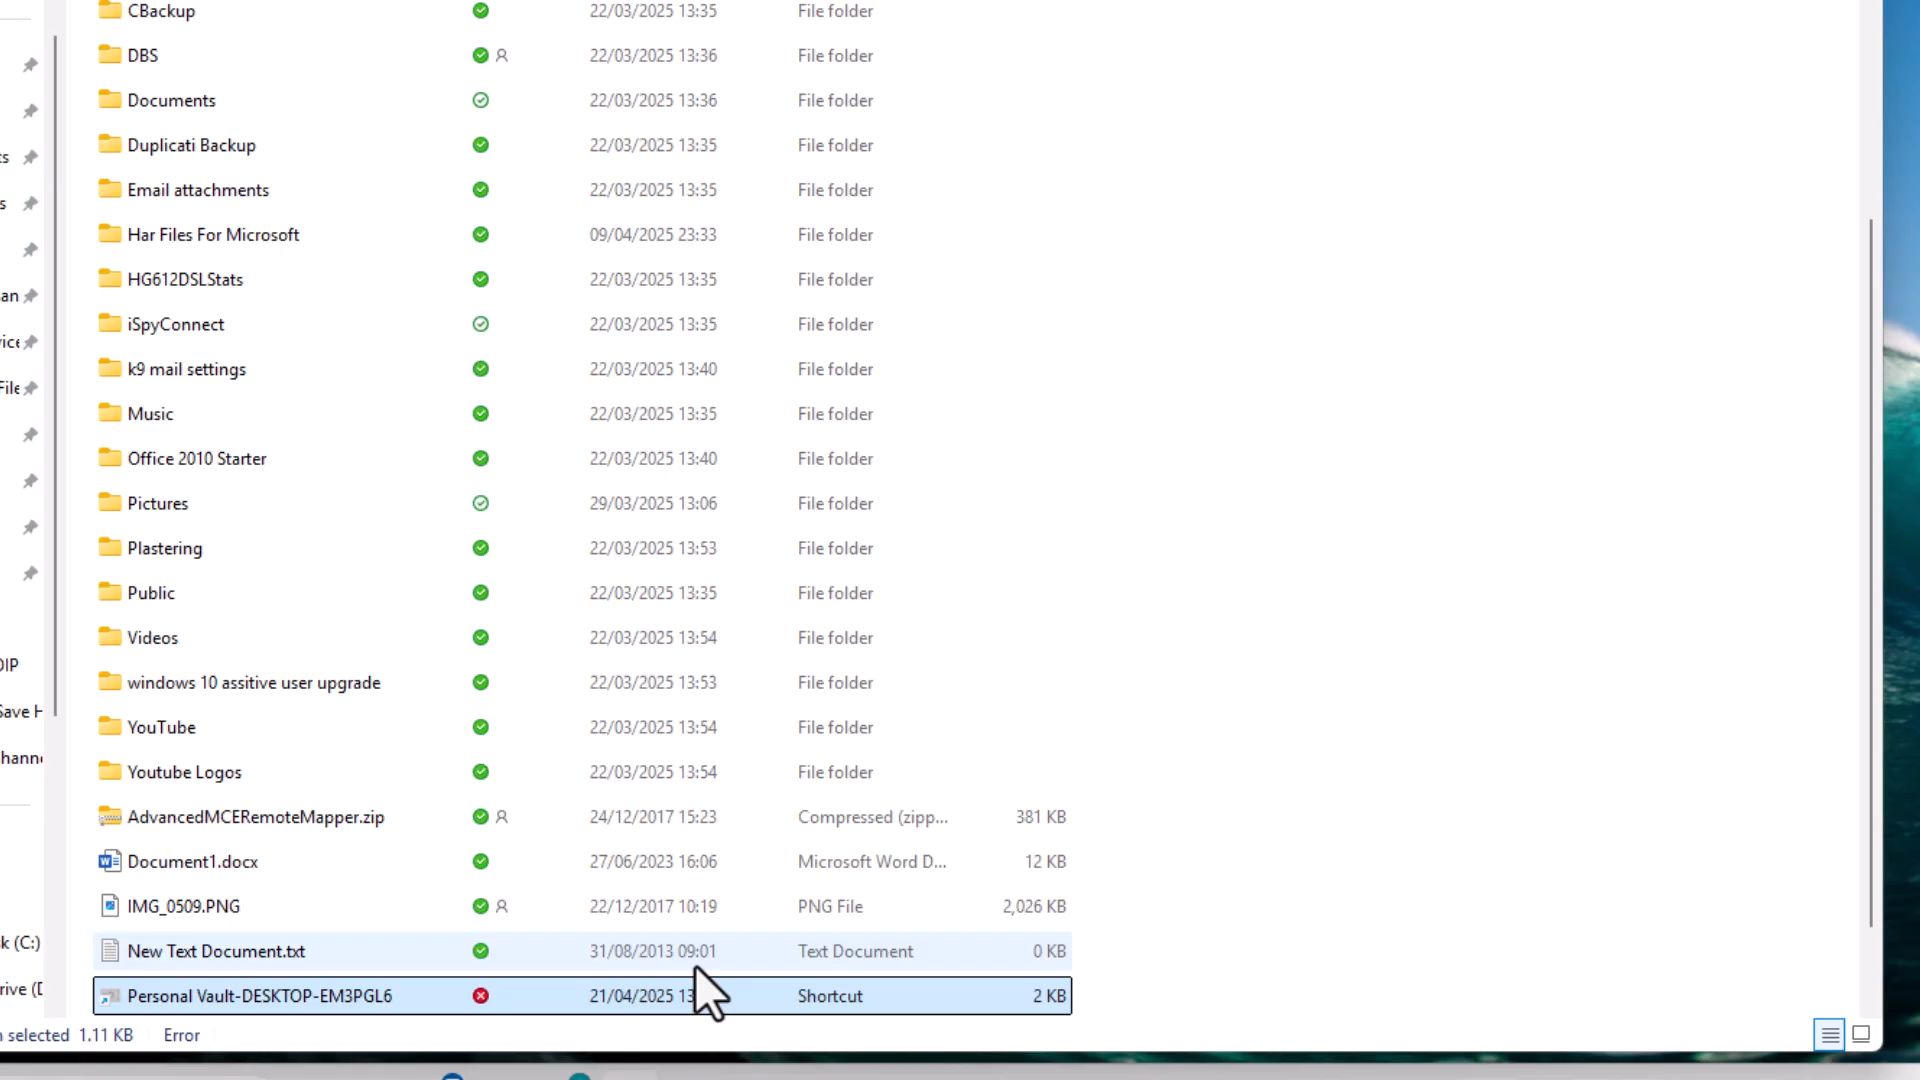 CBackup 22/03/2025 13:35 File folder
DBS 22/03/2025 13:36 File folder
Documents 22/03/2025 13:36 File folder
Duplicati Backup 22/03/2025 13:35 File folder
ts
Email attachments 22/03/2025 13:35 File folder
s
Har Files For Microsoft 09/04/2025 23:33 File folder
HG612DSLStats 22/03/2025 13:35 File folder
an
iSpyConnect 22/03/2025 13:35 File folder
vice
k9 mail settings 22/03/2025 13:40 File folder
File
Music 22/03/2025 13:35 File folder
Office 2010 Starter 22/03/2025 13:40 File folder
Pictures 29/03/2025 13:06 File folder
Plastering 22/03/2025 13:53 File folder
Public 22/03/2025 13:35 File folder
Videos 22/03/2025 13:54 File folder
OIP
windows 10 assitive user upgrade 22/03/2025 13:53 File folder
Save H
YouTube 22/03/2025 13:54 File folder
hann
Youtube Logos 22/03/2025 13:54 File folder
AdvancedMCERemoteMapper.zip 24/12/2017 15:23 Compressed (zipp... 381 KB
Document1.docx 27/06/2023 16:06 Microsoft Word D... 12 KB
IMG_0509.PNG 22/12/2017 10:19 PNG File 2,026 KB
k (C:)
New Text Document.txt 31/08/2013 09:01 Text Document 0 KB
rive (D
Personal Vault-DESKTOP-EM3PGL6 21/04/2025 13 Shortcut 2 KB
selected 1.11 KB Error